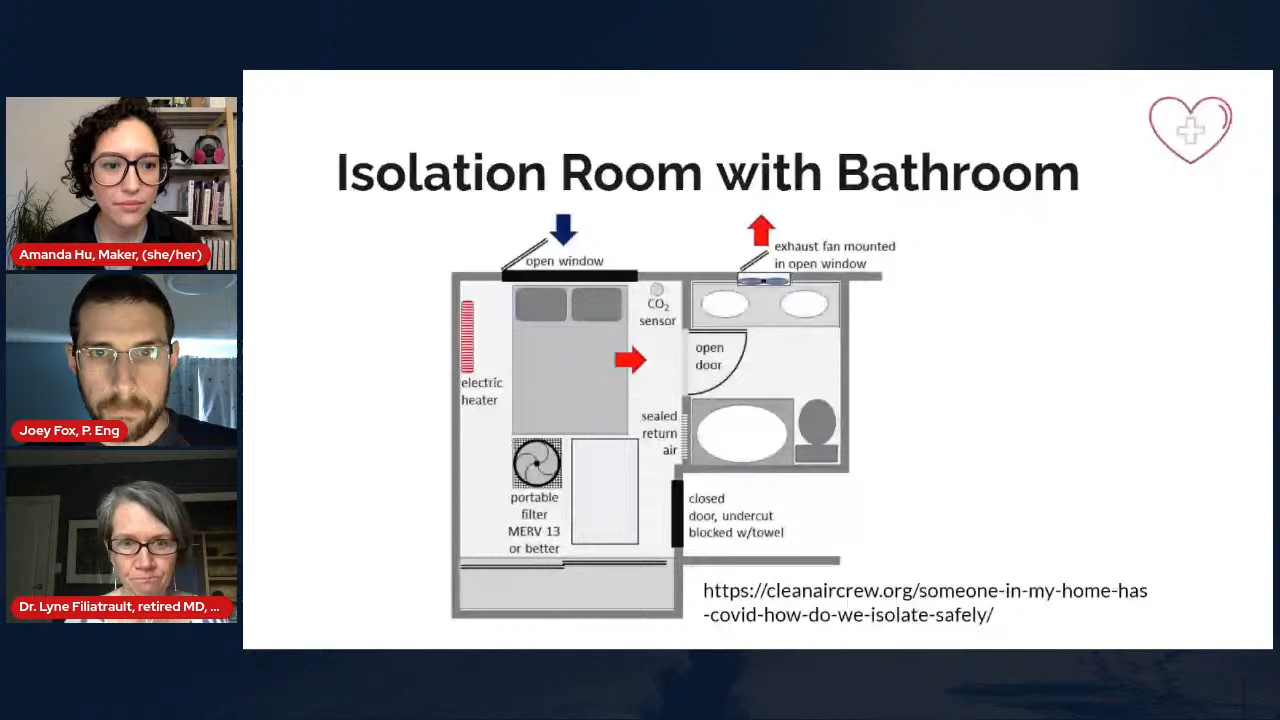 Isolation Room with Bathroom
open window
exhaust fan mounted
in open window
CO₂
sensor
open
door
electric
heater
sealed
return
air
portable
filter
MERV 13
or better
closed
door, undercut
blocked w/towel
https://cleanaircrew.org/someone-in-my-home-has
-covid-how-do-we-isolate-safely/
Amanda Hu, Maker, (she/her)
Joey Fox, P. Eng
Dr. Lyne Filiatrault, retired MD, ...